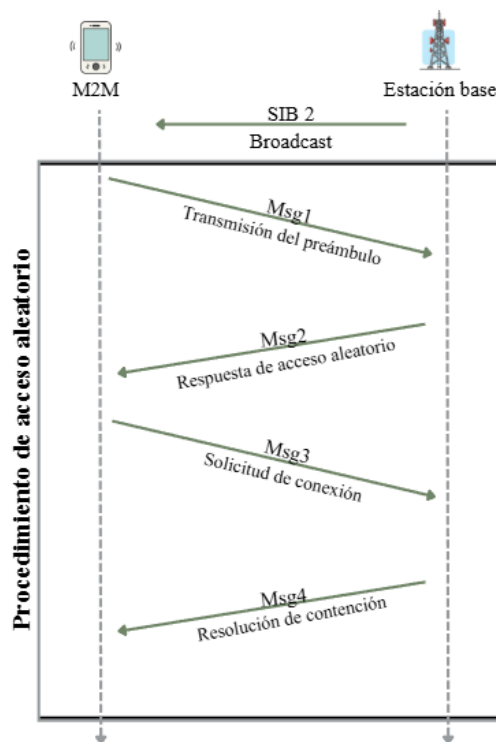 M2M
Estación base
SIB 2
Broadcast
Procedimiento de acceso aleatorio
Msg1
Transmisión del preámbulo
Msg2
Respuesta de acceso aleatorio
Msg3
Solicitud de conexión
Msg4
Resolución de contención